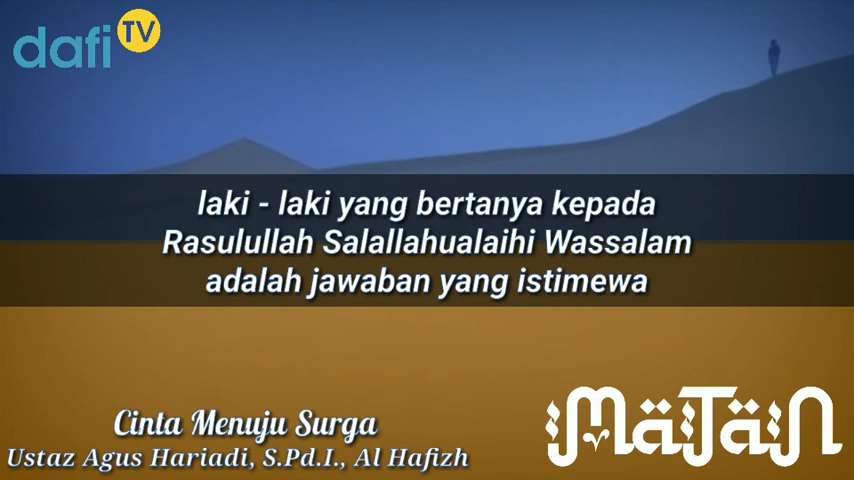 dafi TV
laki - laki yang bertanya kepada
Rasulullah Salallahualaihi Wassalam
adalah jawaban yang istimewa
Cinta Menuju Surga
Ustaz Agus Hariadi, S.Pd.I., Al Hafizh
MäTäN